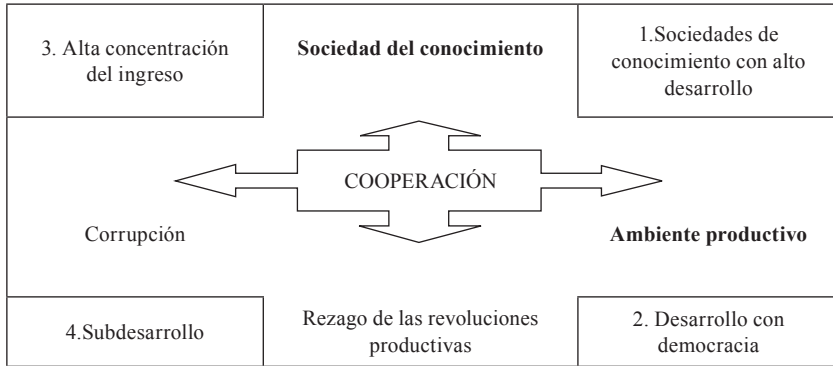 3. Alta concentración
del ingreso
Sociedad del conocimiento
1.Sociedades de
conocimiento con alto
desarrollo
COOPERACIÓN
Corrupción
Ambiente productivo
4.Subdesarrollo
Rezago de las revoluciones
productivas
2. Desarrollo con
democracia